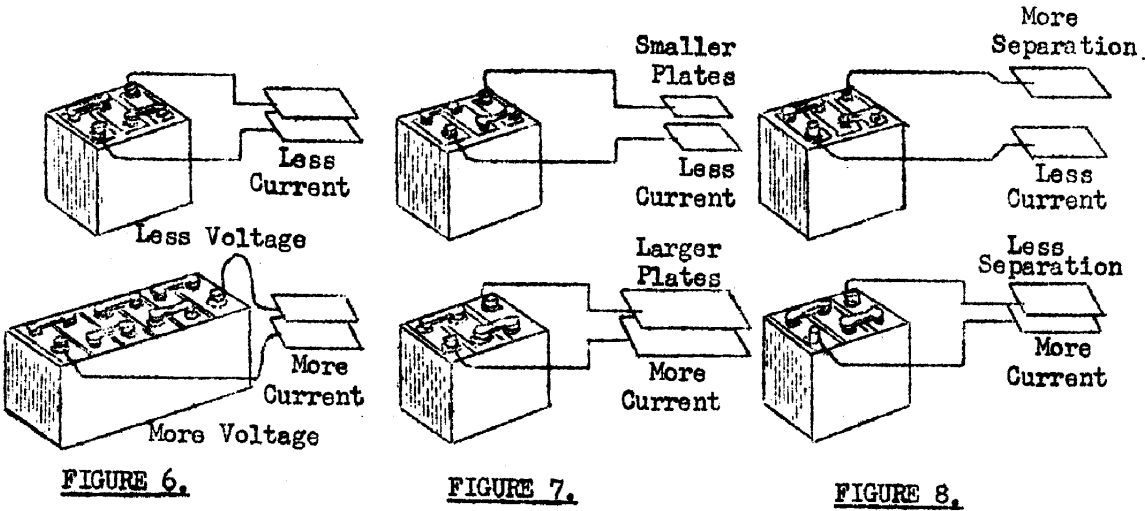 Less
Current
Less Voltage
More
Current
More Voltage
FIGURE 6.
Smaller
Plates
Less
Current
Larger
Plates
More
Current
FIGURE 7.
More
Separation
Less
Current
Less
Separation
More
Current
FIGURE 8.